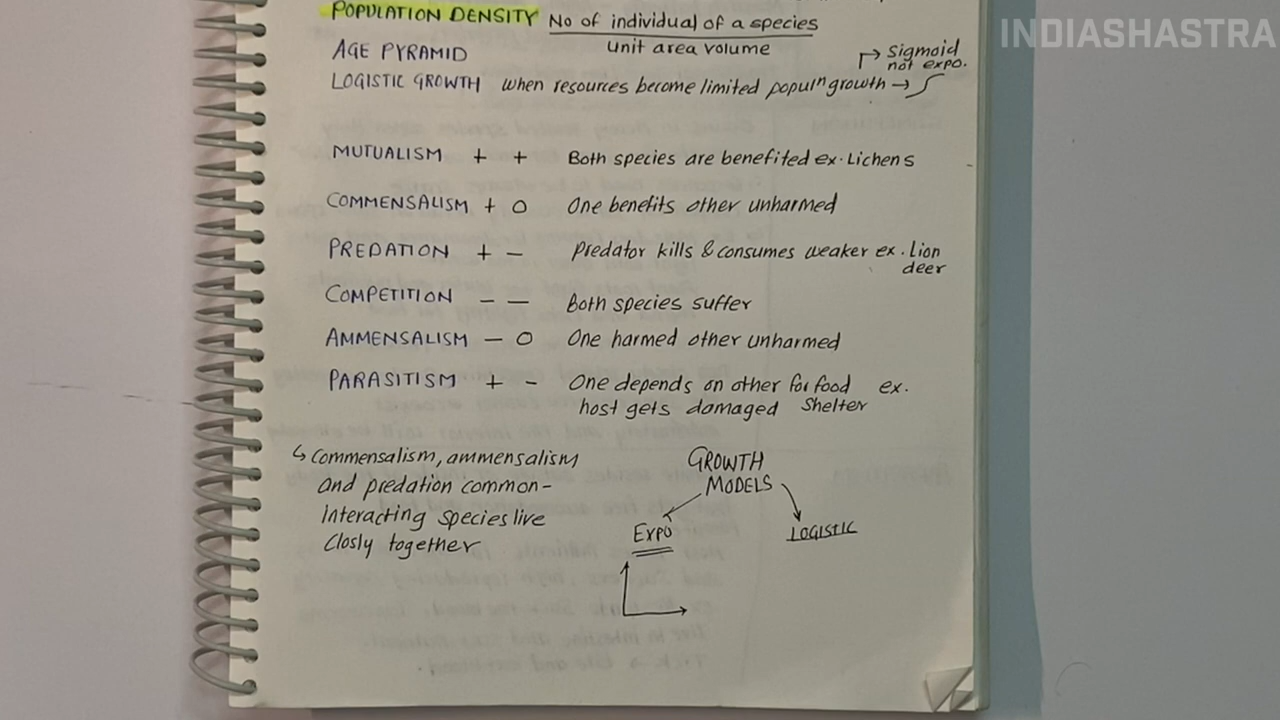 INDIASHASTRA
POPULATION DENSITY No of individual of a species
Unit area volume
AGE PYRAMID
Sigmoid
not expo.
LOGISTIC GROWTH when resources become limited populⁿ growth → ʃ
MUTUALISM + + Both species are benefited ex. Lichens
COMMENSALISM + 0 One benefits other unharmed
PREDATION + - Predator kills & consumes weaker ex. Lion
deer
COMPETITION - - Both species suffer
AMMENSALISM - 0 One harmed other unharmed
PARASITISM + - One depends on other for food ex.
host gets damaged Shelter
↳ Commensalism, ammensalism
and predation common-
interacting species live
Closly together
GROWTH
MODELS
EXPO
LOGISTIC